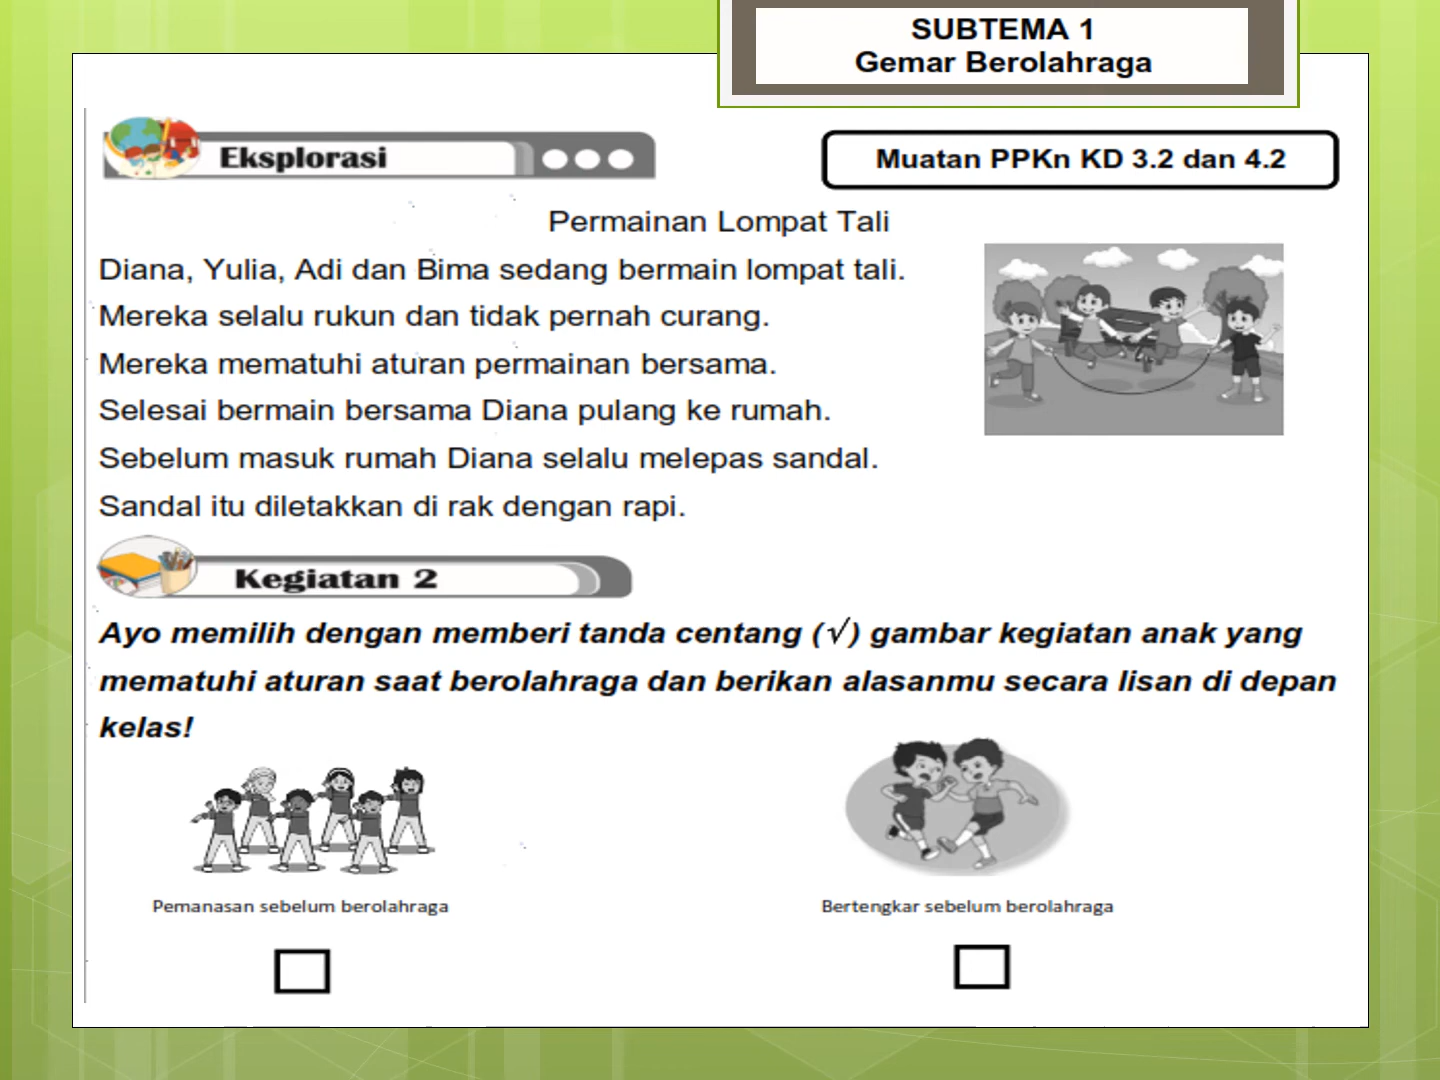 SUBTEMA 1
Gemar Berolahraga
Eksplorasi
Muatan PPKn KD 3.2 dan 4.2
Permainan Lompat Tali
Diana, Yulia, Adi dan Bima sedang bermain lompat tali.
Mereka selalu rukun dan tidak pernah curang.
Mereka mematuhi aturan permainan bersama.
Selesai bermain bersama Diana pulang ke rumah.
Sebelum masuk rumah Diana selalu melepas sandal.
Sandal itu diletakkan di rak dengan rapi.
Kegiatan 2
Ayo memilih dengan memberi tanda centang (√) gambar kegiatan anak yang
mematuhi aturan saat berolahraga dan berikan alasanmu secara lisan di depan
kelas!
Pemanasan sebelum berolahraga
Bertengkar sebelum berolahraga